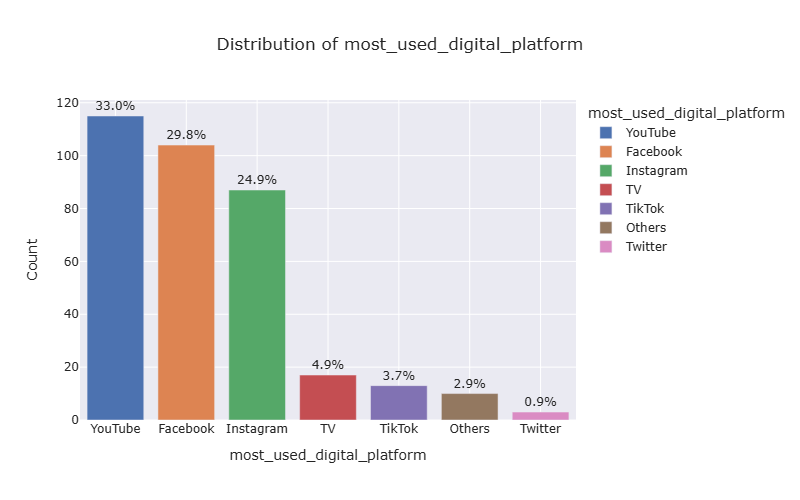 Distribution of most_used_digital_platform
120
100
80
60
40
20
0
Count
33.0%
29.8%
24.9%
4.9%
3.7%
2.9%
0.9%
YouTube
Facebook
Instagram
TV
TikTok
Others
Twitter
most_used_digital_platform
most_used_digital_platform
YouTube
Facebook
Instagram
TV
TikTok
Others
Twitter